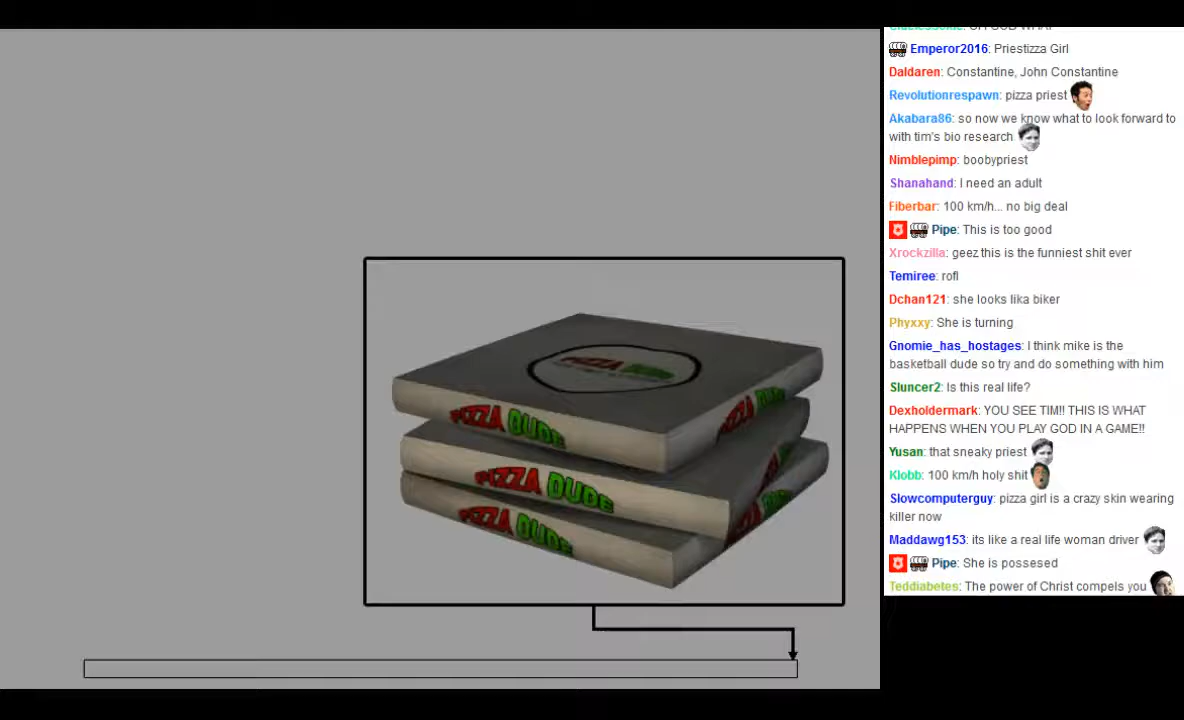 PIZZA DUDE
PIZZA DUDE
PIZZA DUDE
PIZZA DUDE
Emperor2016: Priestizza Girl
Daldaren: Constantine, John Constantine
Revolutionrespawn: pizza priest
Akabara86: so now we know what to look forward to
with tim's bio research
Nimblepimp: boobypriest
Shanahand: I need an adult
Fiberbar: 100 km/h... no big deal
Pipe: This is too good
Xrockzilla: geez this is the funniest shit ever
Temiree: rofl
Dchan121: she looks lika biker
Phyxxy: She is turning
Gnomie_has_hostages: I think mike is the
basketball dude so try and do something with him
Sluncer2: Is this real life?
Dexholdermark: YOU SEE TIM!! THIS IS WHAT
HAPPENS WHEN YOU PLAY GOD IN A GAME!!
Yusan: that sneaky priest
Klobb: 100 km/h holy shit
Slowcomputerguy: pizza girl is a crazy skin wearing
killer now
Maddawg153: its like a real life woman driver
Pipe: She is possesed
Teddiabetes: The power of Christ compels you